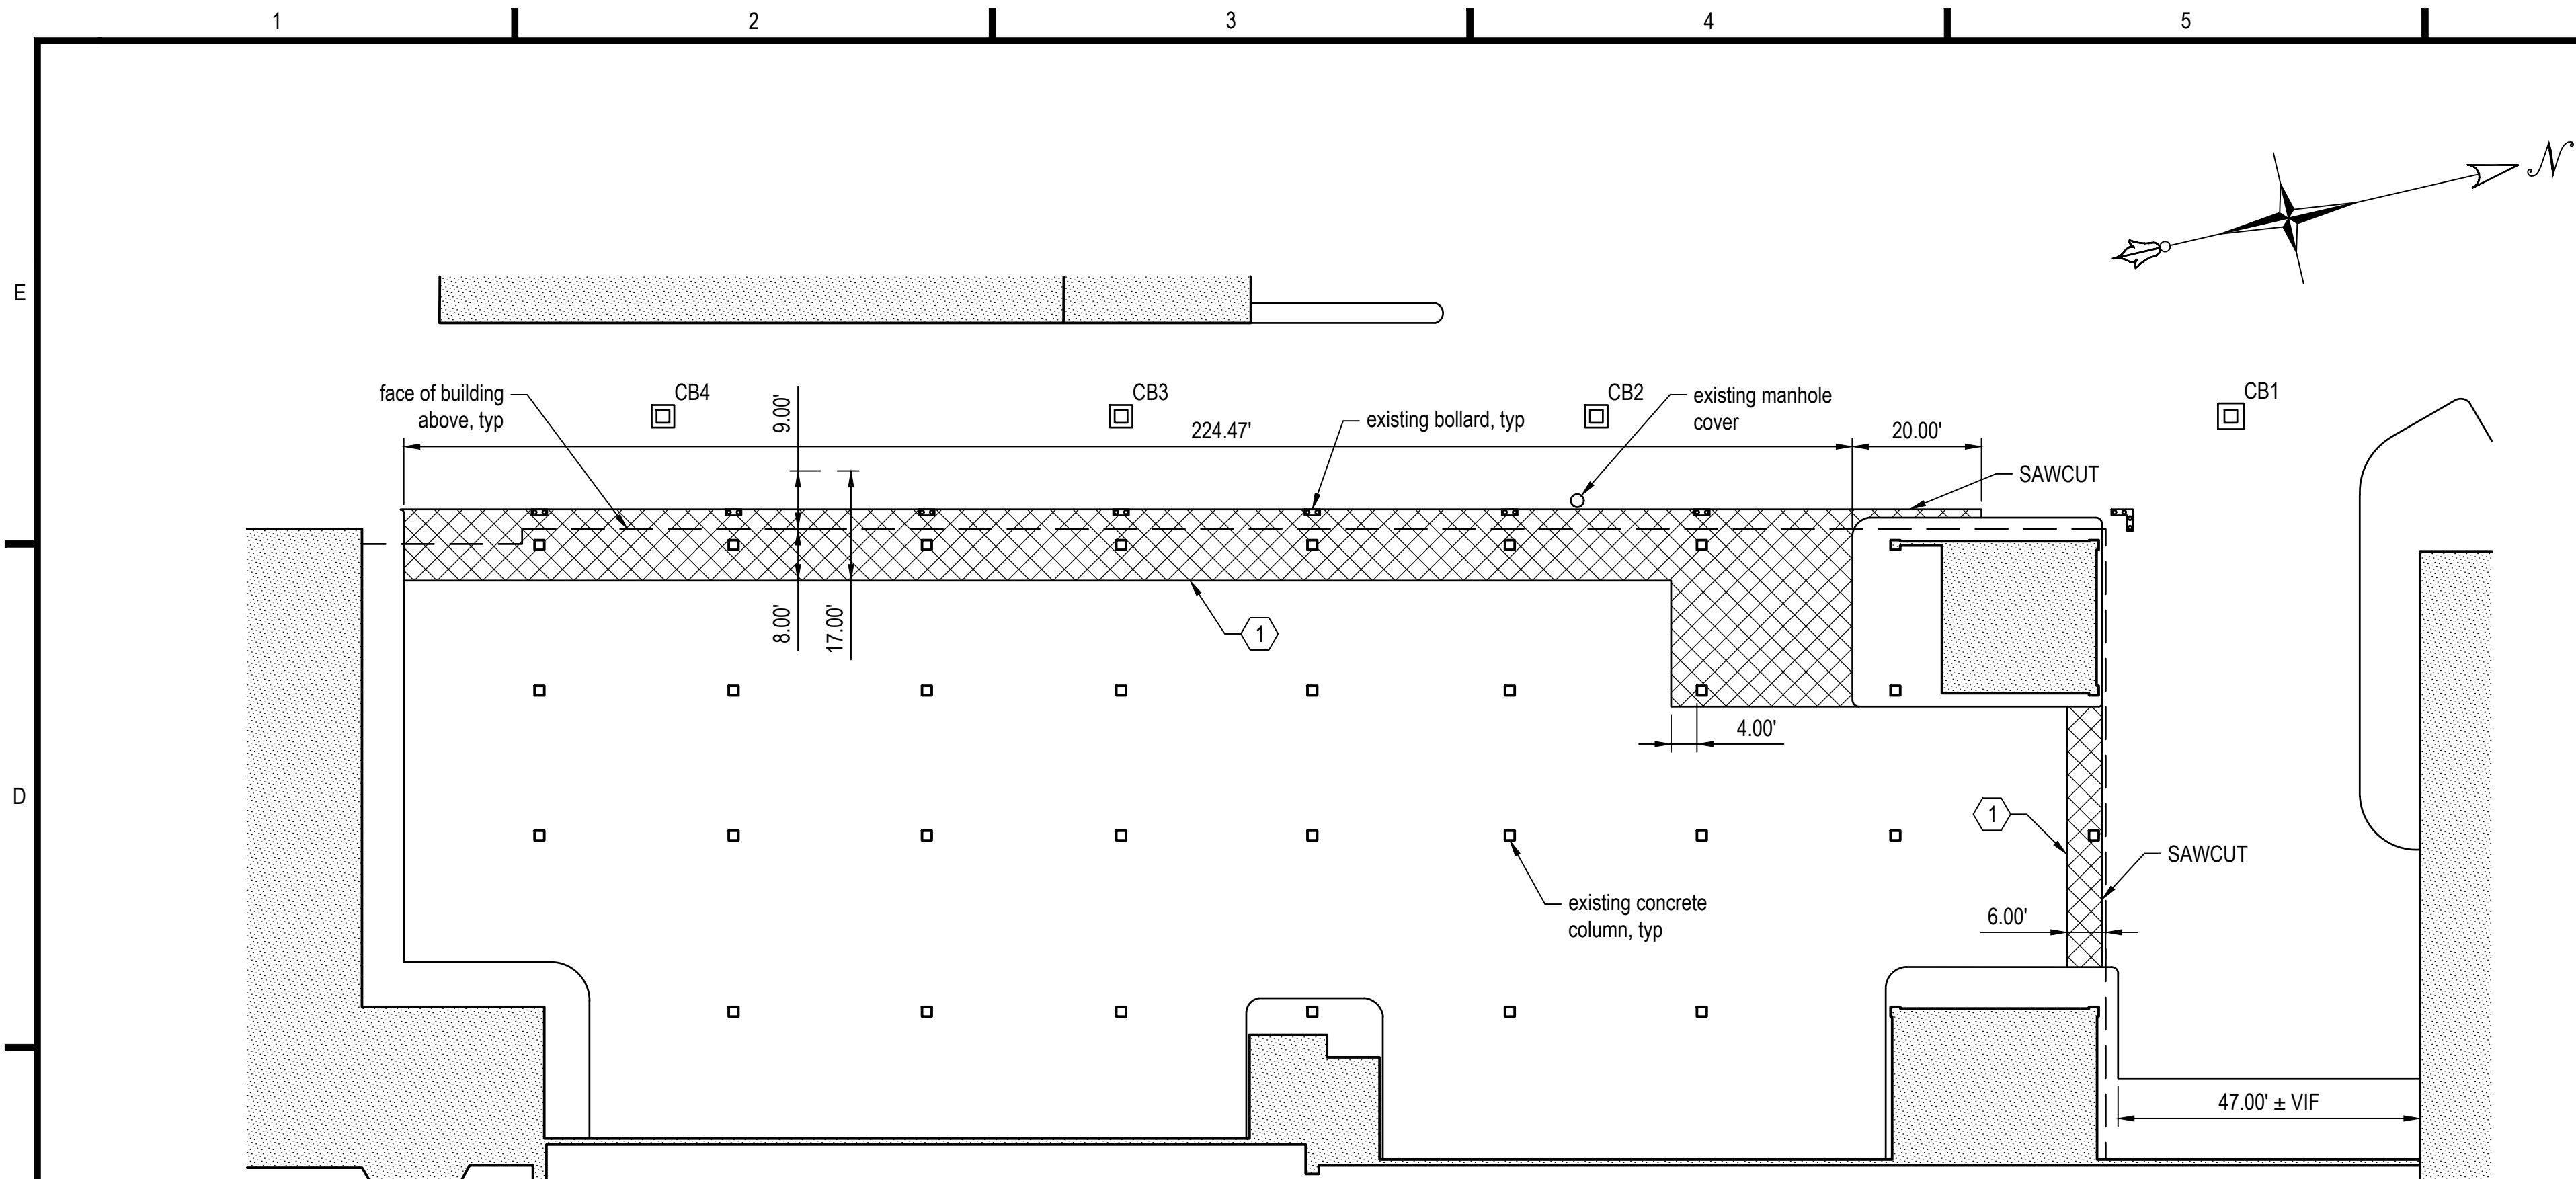 1
2
3
4
5
N
E
face of building
above, typ
CB4
9.00'
CB3
existing bollard, typ
CB2
existing manhole
cover
CB1
224.47'
20.00'
SAWCUT
8.00'
17.00'
1
4.00'
D
1
SAWCUT
existing concrete
column, typ
6.00'
47.00' ± VIF